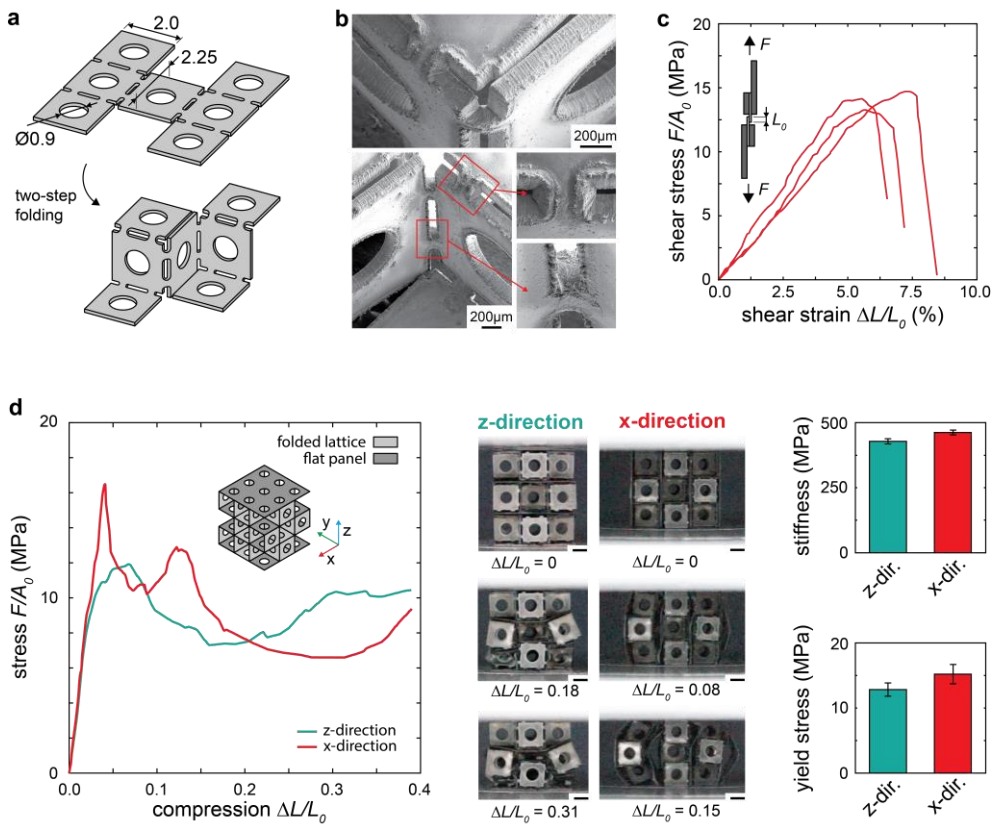 a
2.0
2.25
Ø0.9
two-step
folding
b
200µm
200µm
c
shear stress F/A₀ (MPa)
20
15
10
15
0
F
L₀
F
0.0
2.5
5.0
7.5
10.0
shear strain ΔL/L₀ (%)
d
stress F/A₀ (MPa)
20
10
0
folded lattice
flat panel
y
z
x
z-direction
x-direction
0.0
0.1
0.2
0.3
0.4
compression ΔL/L₀
z-direction
x-direction
ΔL/L₀ = 0
ΔL/L₀ = 0
ΔL/L₀ = 0.18
ΔL/L₀ = 0.08
ΔL/L₀ = 0.31
ΔL/L₀ = 0.15
stiffness (MPa)
500
250
0
z-dir.
x-dir.
yield stress (MPa)
20
10
0
z-dir.
x-dir.